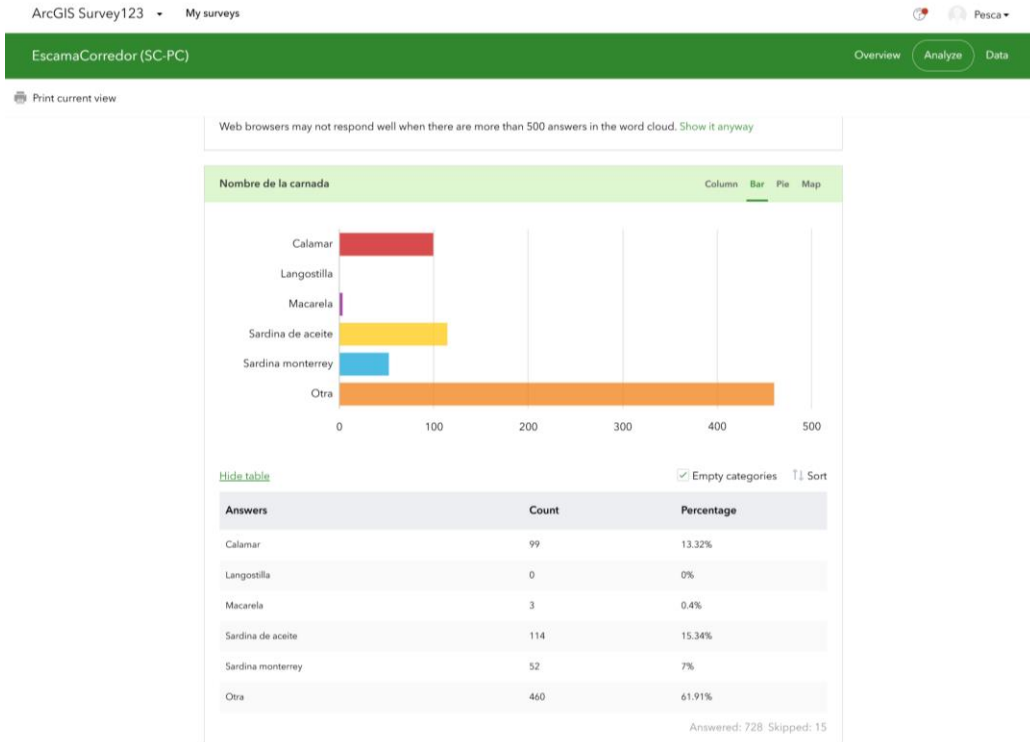 ArcGIS Survey123 My surveys Pesca
EscamaCorredor (SC-PC) Overview Analyze Data
Print current view
Web browsers may not respond well when there are more than 500 answers in the word cloud. Show it anyway
Nombre de la carnada Column Bar Pie Map
Calamar
Langostilla
Macarela
Sardina de aceite
Sardina monterrey
Otra
0 100 200 300 400 500
Hide table Empty categories Sort
Answers Count Percentage
Calamar 99 13.32%
Langostilla 0 0%
Macarela 3 0.4%
Sardina de aceite 114 15.34%
Sardina monterrey 52 7%
Otra 460 61.91%
Answered: 728 Skipped: 15